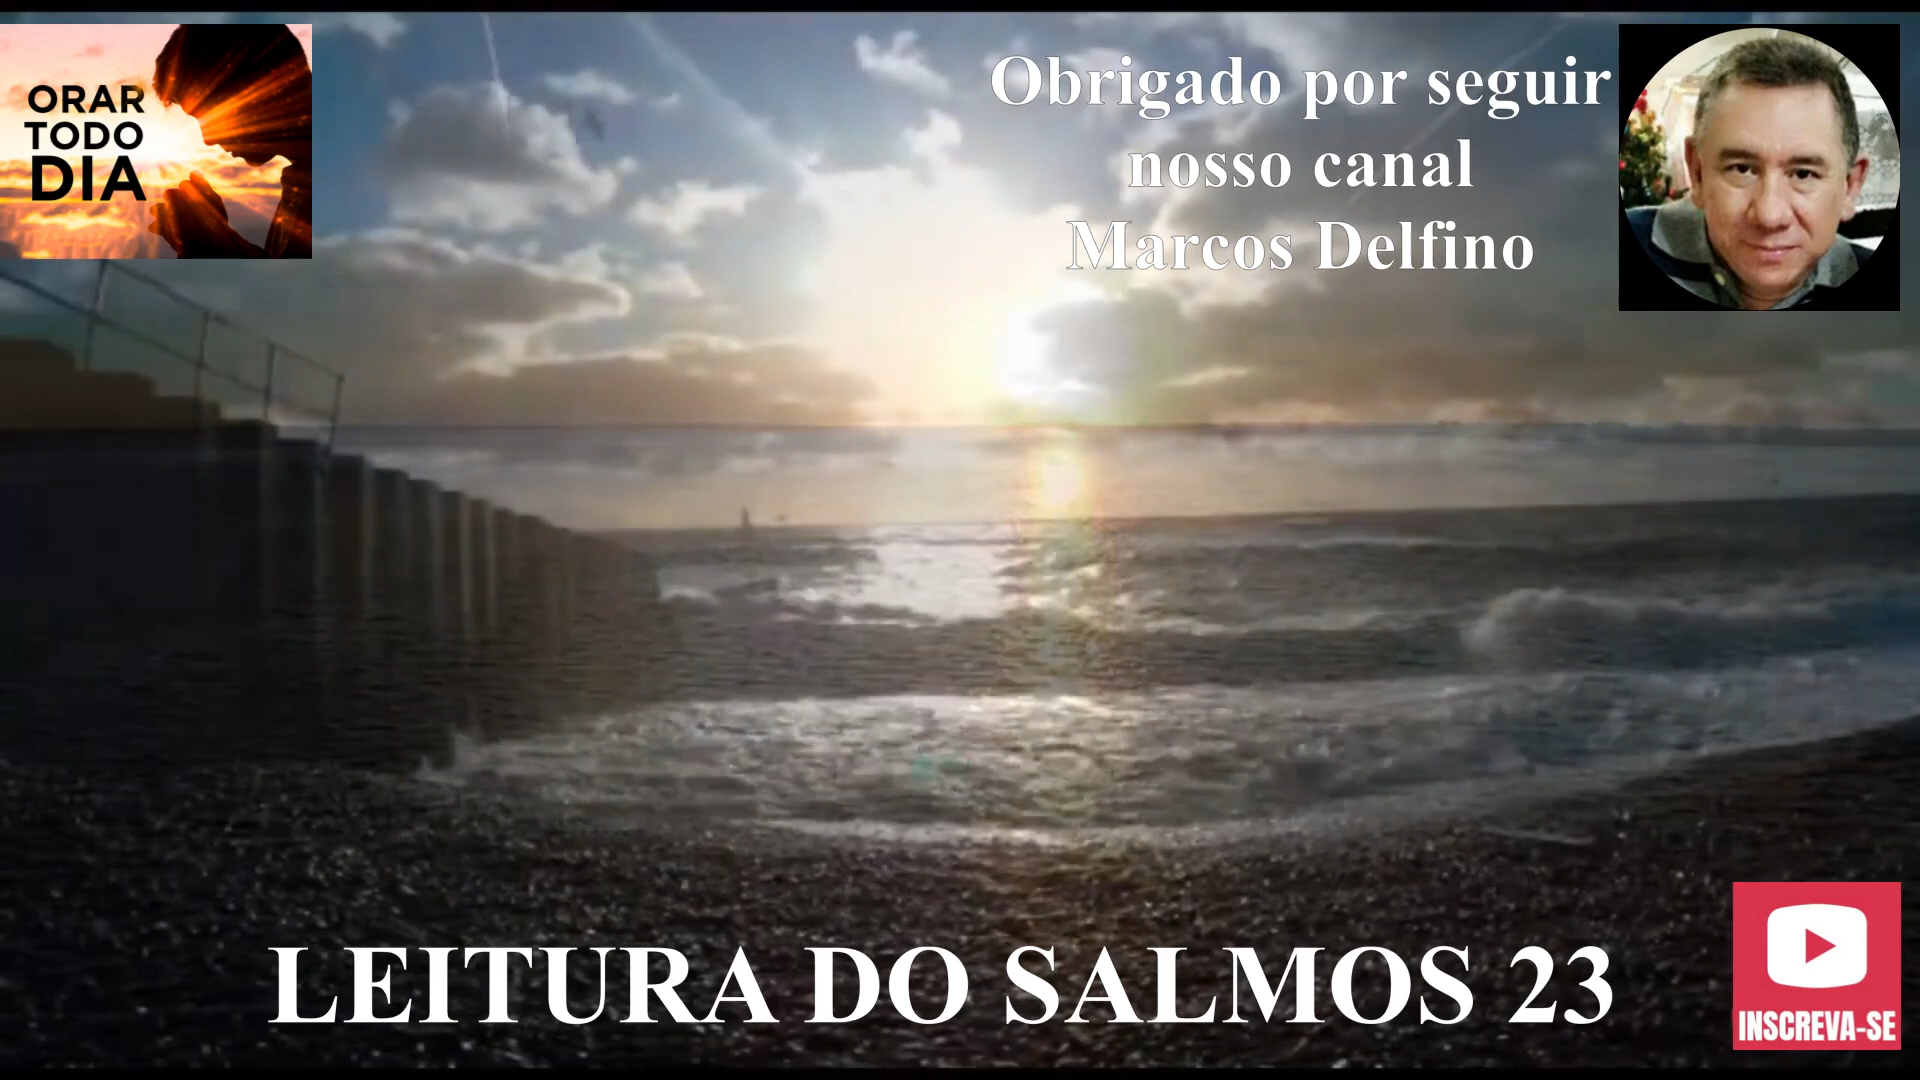 ORAR
TODO
DIA
Obrigado por seguir
nosso canal
Marcos Delfino
LEITURA DO SALMOS 23
INSCREVA-SE